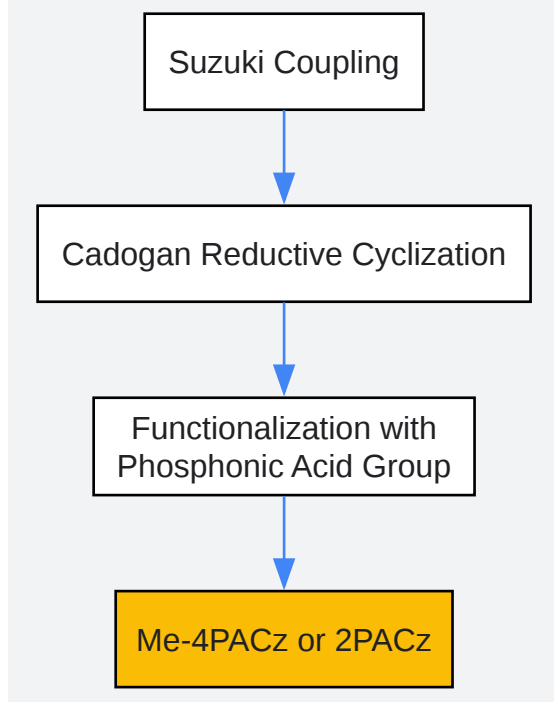 Suzuki Coupling
Cadogan Reductive Cyclization
Functionalization with
Phosphonic Acid Group
Me-4PACz or 2PACz